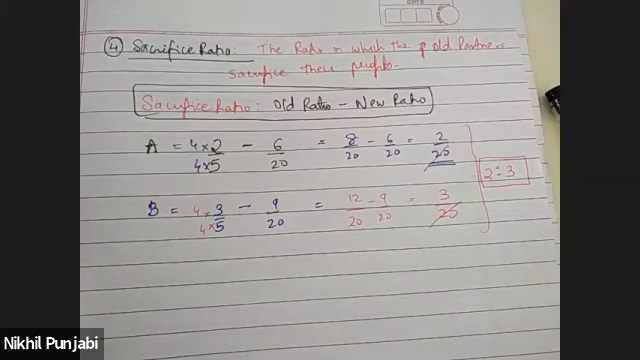 DATE
④ Sacrifice Ratio: The Ratio in which the old Partners
sacrifice their profits.
Sacrifice Ratio: Old Ratio - New Ratio
A = 4×2/4×5 - 6/20 = 8/20 - 6/20 = 2/20
B = 4×3/4×5 - 9/20 = 12/20 - 9/20 = 3/20
2:3
Nikhil Punjabi